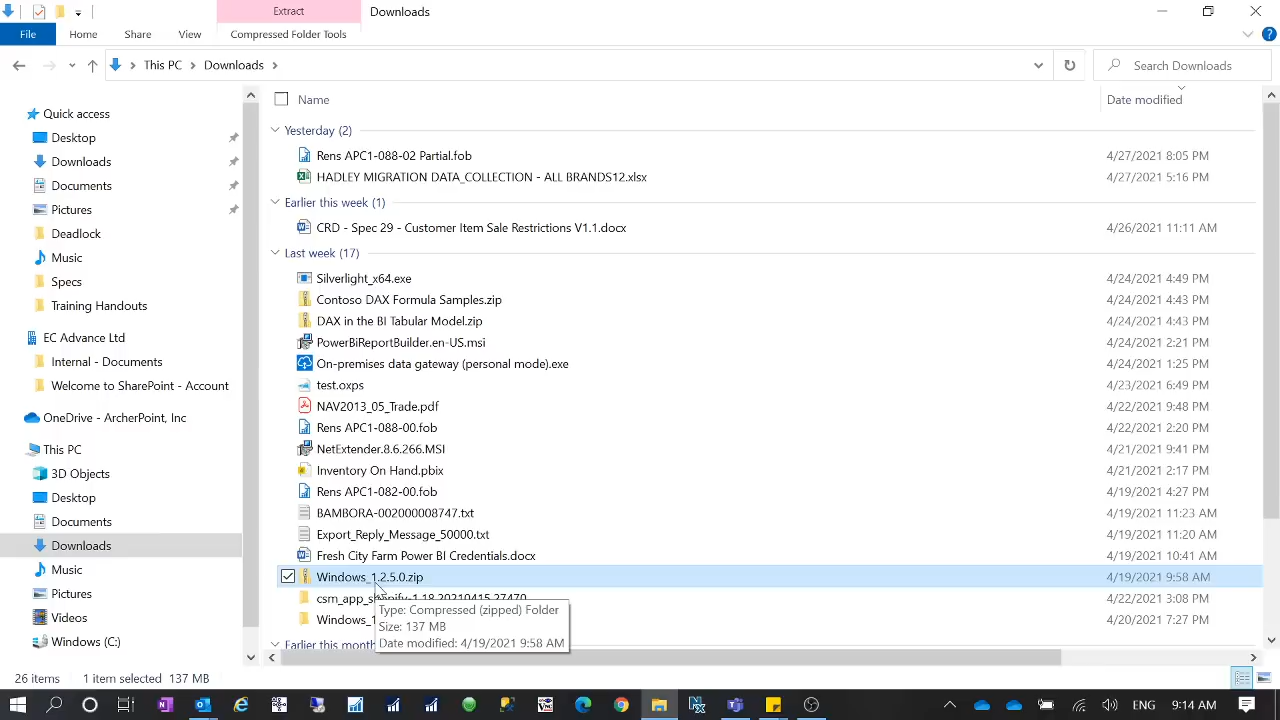 Extract
Downloads
File
Home
Share
View
Compressed Folder Tools
This PC
Downloads
Search Downloads
Name
Date modified
Quick access
Desktop
Downloads
Documents
Pictures
Deadlock
Music
Specs
Training Handouts
EC Advance Ltd
Internal - Documents
Welcome to SharePoint - Account
OneDrive - ArcherPoint, Inc
This PC
3D Objects
Desktop
Documents
Downloads
Music
Pictures
Videos
Windows (C:)
Yesterday (2)
Rens APC1-088-02 Partial.fob 4/27/2021 8:05 PM
HADLEY MIGRATION DATA_COLLECTION - ALL BRANDS12.xlsx 4/27/2021 5:16 PM
Earlier this week (1)
CRD - Spec 29 - Customer Item Sale Restrictions V1.1.docx 4/26/2021 11:11 AM
Last week (17)
Silverlight_x64.exe 4/24/2021 4:49 PM
Contoso DAX Formula Samples.zip 4/24/2021 4:43 PM
DAX in the BI Tabular Model.zip 4/24/2021 4:43 PM
PowerBiReportBuilder.en-US.msi 4/24/2021 2:21 PM
On-premises data gateway (personal mode).exe 4/24/2021 1:25 PM
test.oxps 4/23/2021 6:49 PM
NAV2013_05_Trade.pdf 4/22/2021 9:48 PM
Rens APC1-088-00.fob 4/22/2021 2:20 PM
NetExtender.8.6.266.MSI 4/21/2021 9:41 PM
Inventory On Hand.pbix 4/21/2021 2:17 PM
Rens APC1-082-00.fob 4/19/2021 4:27 PM
BAMBORA-002000008747.txt 4/19/2021 11:23 AM
Export_Reply_Message_50000.txt 4/19/2021 11:20 AM
Fresh City Farm Power BI Credentials.docx 4/19/2021 10:41 AM
Windows_1.2.5.0.zip 4/19/2021 9:58 AM
csm_app_shopify-1.18.20210415.27470 4/22/2021 3:08 PM
Windows_1 4/20/2021 7:27 PM
Type: Compressed (zipped) Folder
Size: 137 MB
Date modified: 4/19/2021 9:58 AM
Earlier this month
26 items
1 item selected 137 MB
9:14 AM